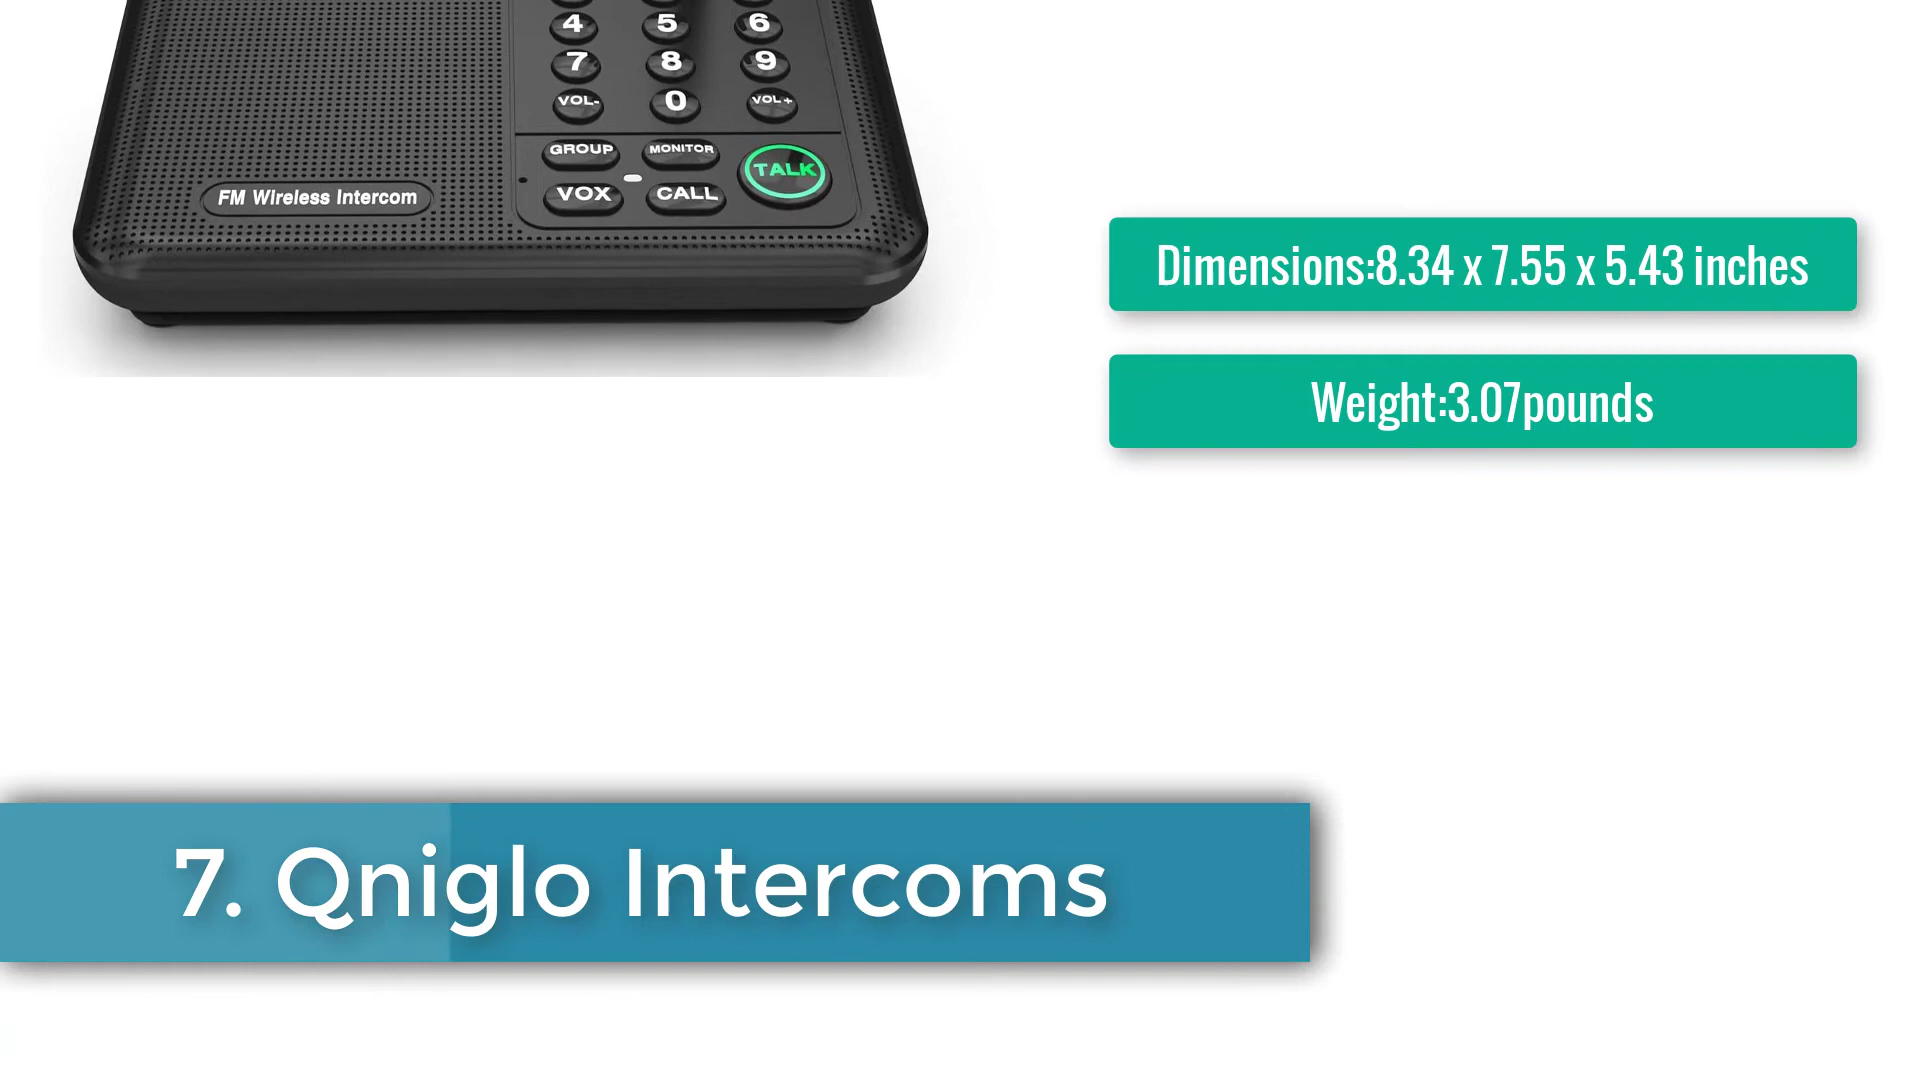 4 5 6
7 8 9
VOL- 0 VOL+
GROUP MONITOR
TALK
VOX CALL
FM Wireless Intercom
Dimensions:8.34 x 7.55 x 5.43 inches
Weight:3.07pounds
7. Qniglo Intercoms